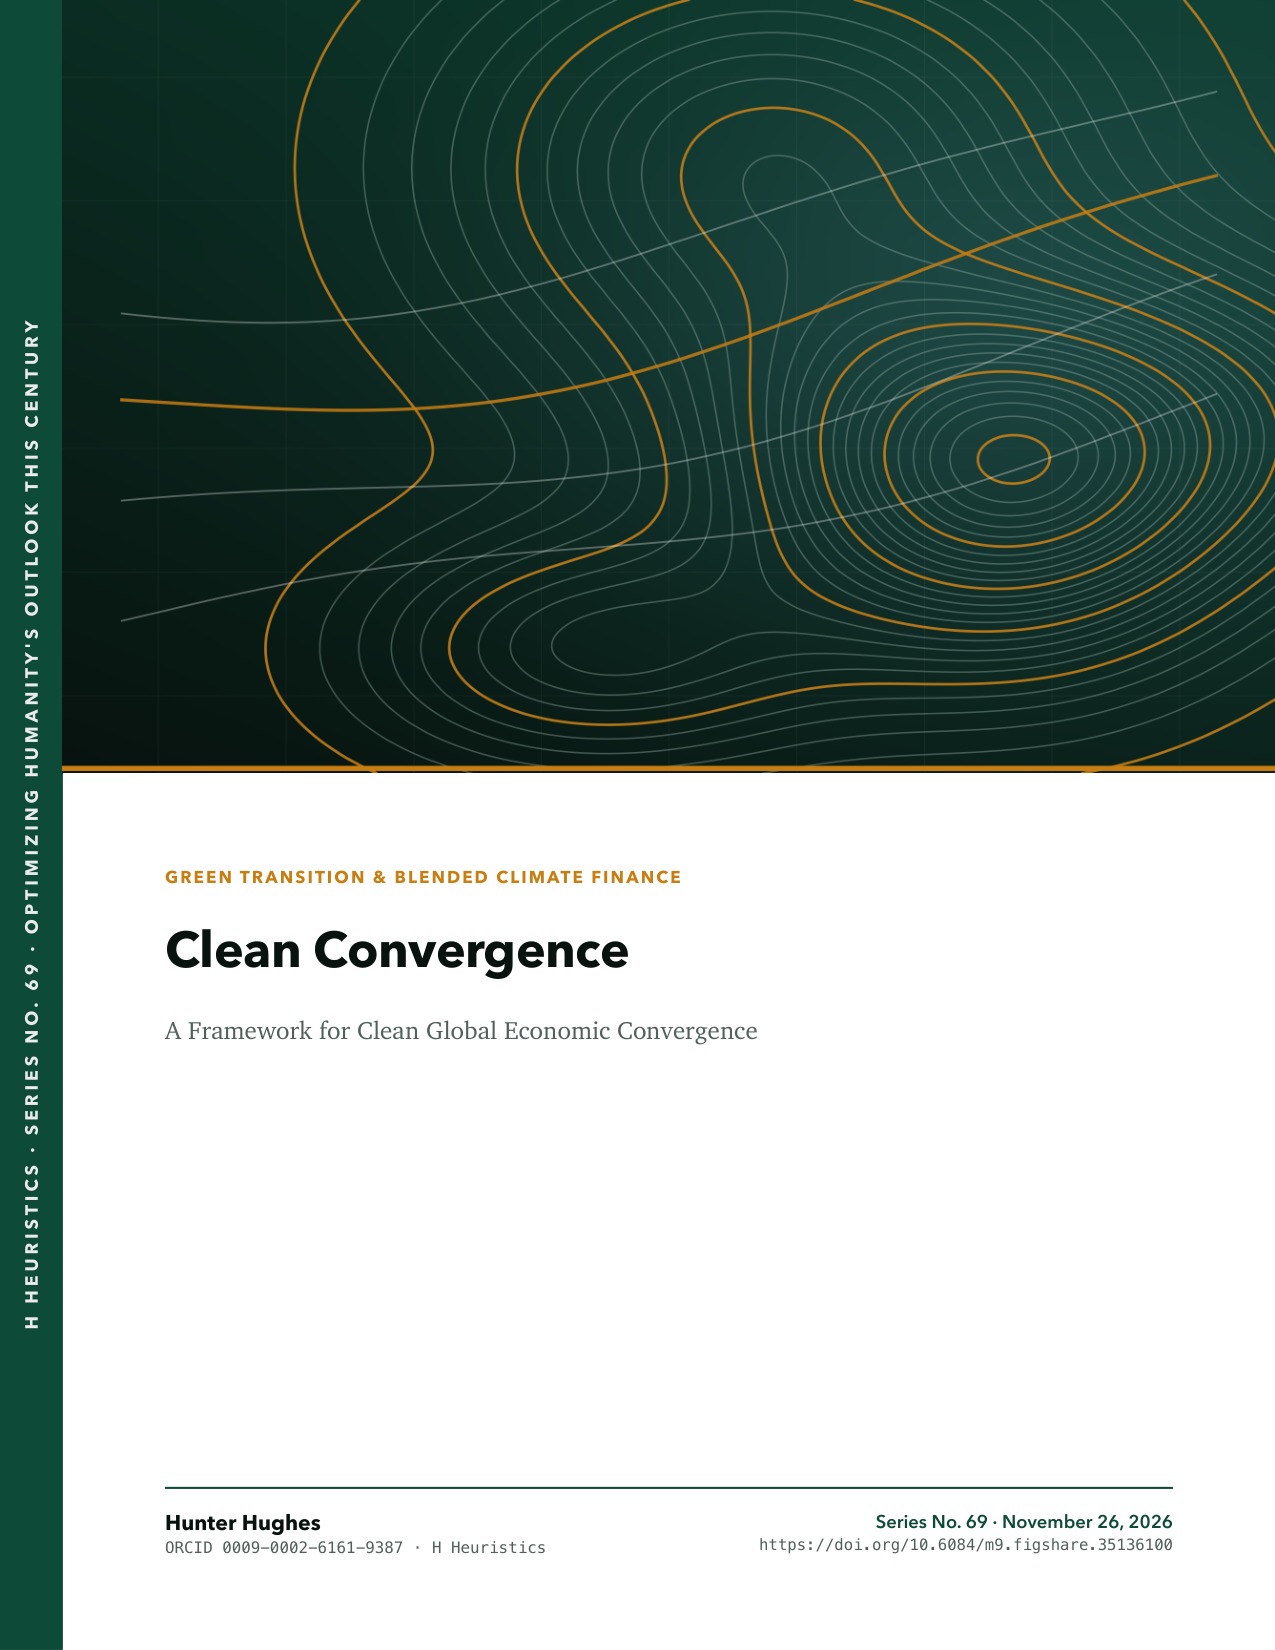 H HEURISTICS · SERIES NO. 69 · OPTIMIZING HUMANITY'S OUTLOOK THIS CENTURY
GREEN TRANSITION & BLENDED CLIMATE FINANCE
Clean Convergence
A Framework for Clean Global Economic Convergence
Hunter Hughes
ORCID 0009-0002-6161-9387 · H Heuristics
Series No. 69 · November 26, 2026
https://doi.org/10.6084/m9.figshare.35136100